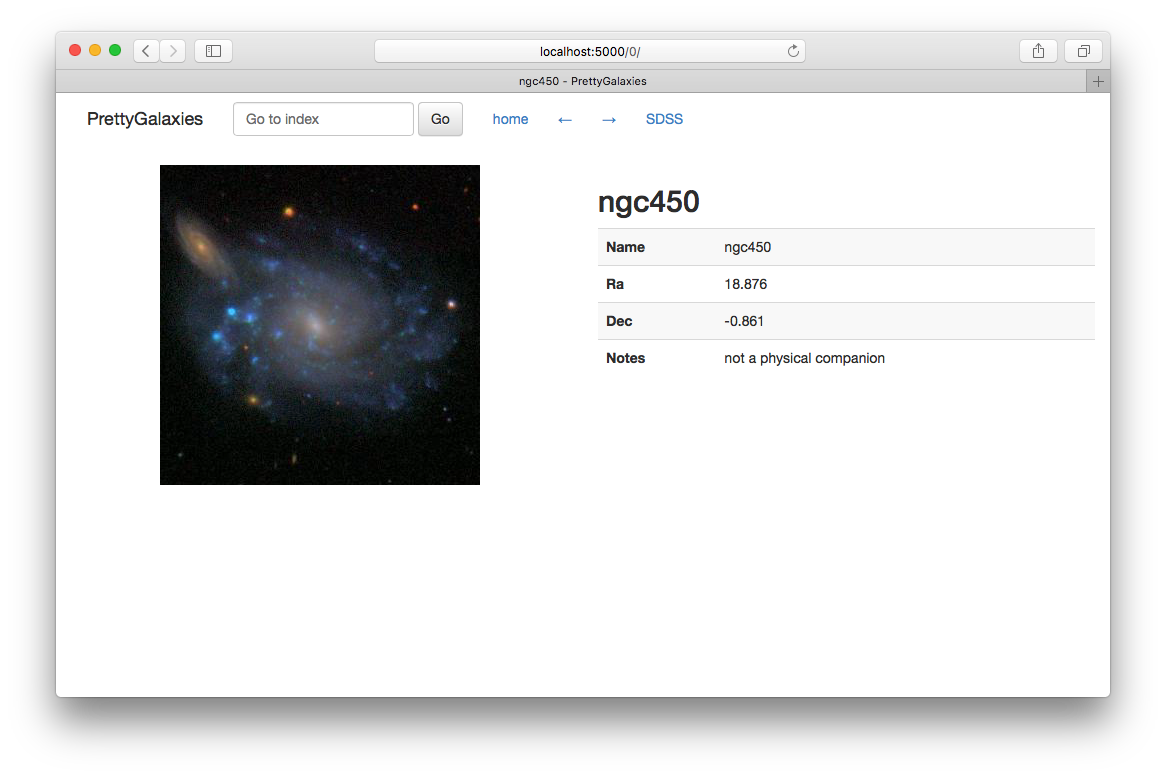 localhost:5000/0/
ngc450 - PrettyGalaxies
PrettyGalaxies Go to index Go home ← → SDSS
ngc450
Name ngc450
Ra 18.876
Dec -0.861
Notes not a physical companion